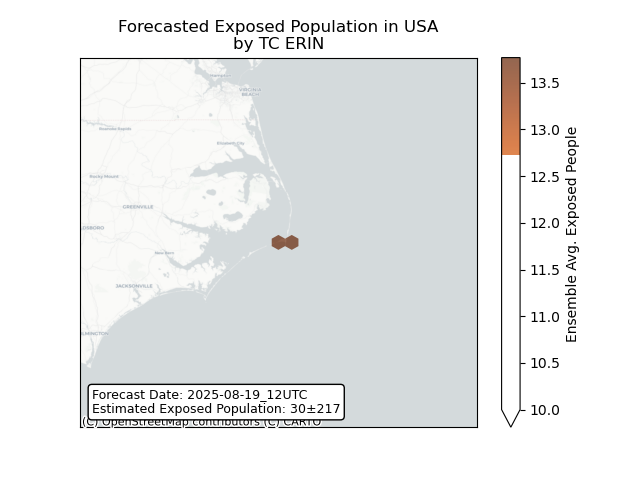 Forecasted Exposed Population in USA
by TC ERIN
VIRGINIA
BEACH
Roanoke Rapids
Elizabeth City
Rocky Mount
GREENVILLE
New Bern
JACKSONVILLE
Forecast Date: 2025-08-19_12UTC
Estimated Exposed Population: 30±217
(C) OpenStreetMap contributors (C) CARTO
13.5
13.0
12.5
12.0
11.5
11.0
10.5
10.0
Ensemble Avg. Exposed People